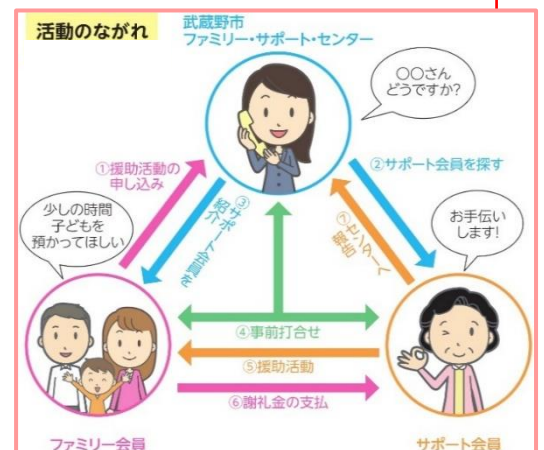 活動のながれ
武蔵野市
ファミリー・サポート・センター
○○さん
どうですか?
①援助活動の
申し込み
②サポート会員を探す
③サポート会員を
紹介
⑦センターへ
報告
少しの時間
子どもを
預かってほしい
お手伝い
します!
④事前打合せ
⑤援助活動
⑥謝礼金の支払
ファミリー会員
サポート会員